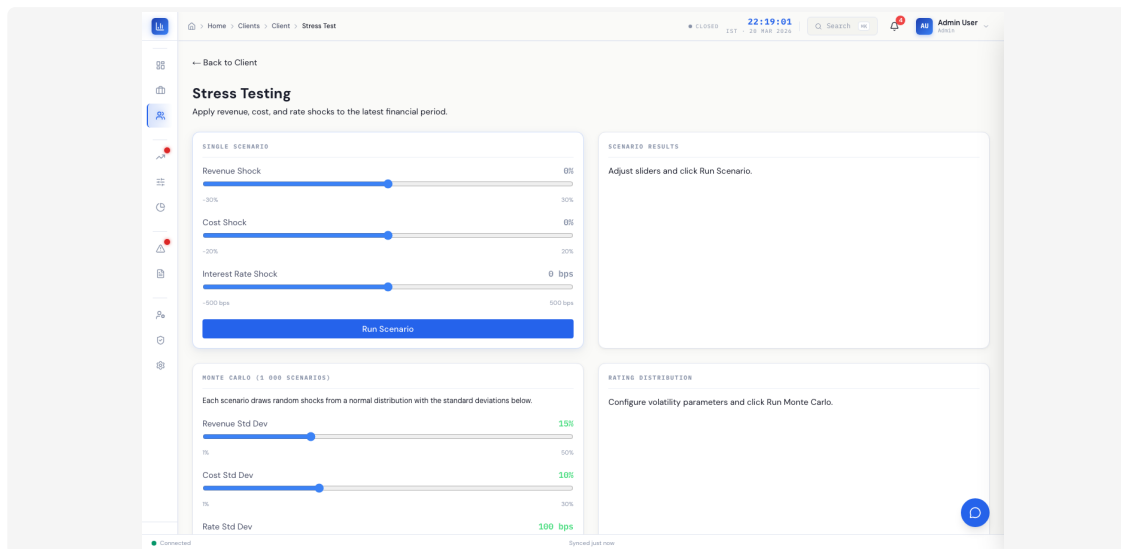 Home > Clients > Client > Stress Test
CLOSED
22:19:01
IST · 20 MAR 2026
Search
4
AU
Admin User
Admin
← Back to Client
Stress Testing
Apply revenue, cost, and rate shocks to the latest financial period.
SINGLE SCENARIO
Revenue Shock 0%
-30% 30%
Cost Shock 0%
-20% 20%
Interest Rate Shock 0 bps
-500 bps 500 bps
Run Scenario
SCENARIO RESULTS
Adjust sliders and click Run Scenario.
MONTE CARLO (1 000 SCENARIOS)
Each scenario draws random shocks from a normal distribution with the standard deviations below.
Revenue Std Dev 15%
1% 50%
Cost Std Dev 10%
1% 30%
Rate Std Dev 100 bps
RATING DISTRIBUTION
Configure volatility parameters and click Run Monte Carlo.
Connected
Synced just now